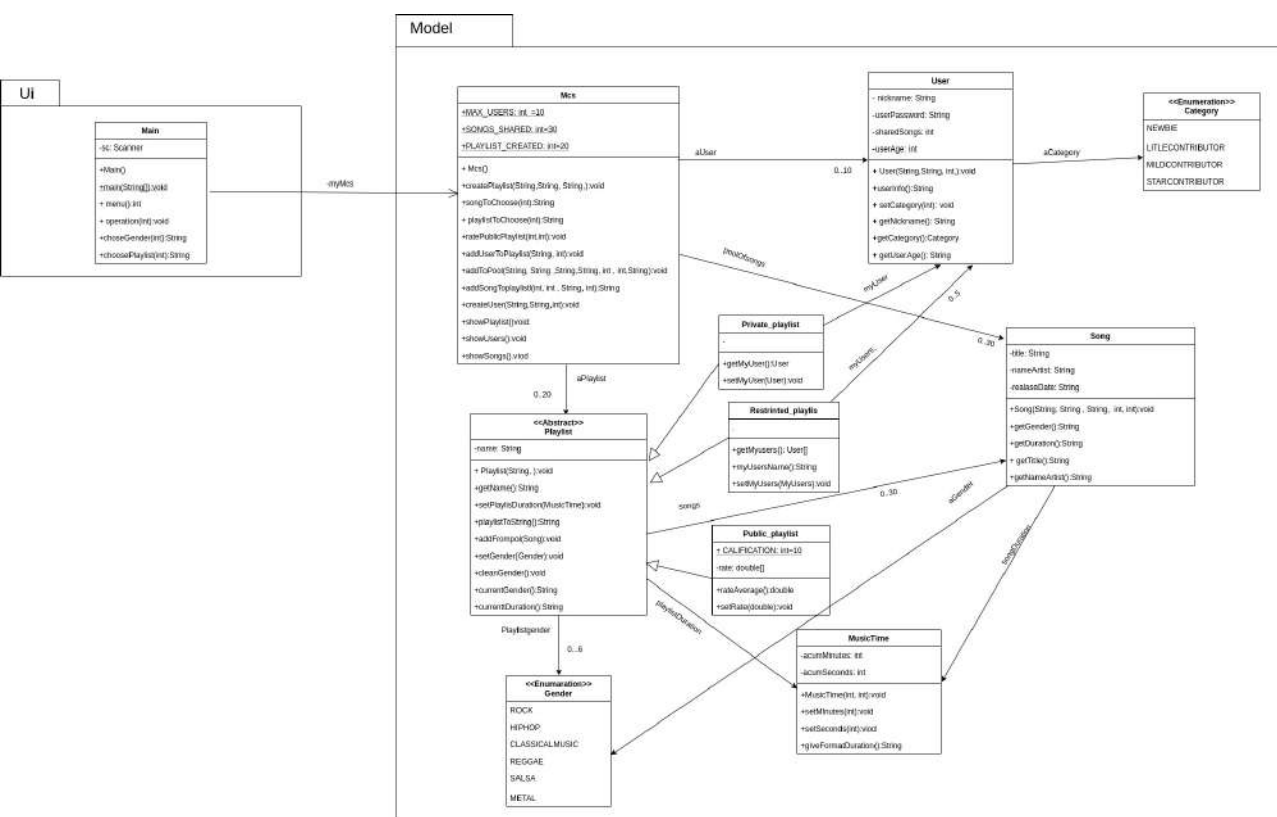 Model
Ui
Main
-sc: Scanner
+Main()
+main(String[]):void
+ menu():int
+ operation(int):void
+choseGender(int):String
+choosePlaylist(int):String
-myMcs
Mcs
+MAX_USERS: int =10
+SONGS_SHARED: int=30
+PLAYLIST_CREATED: int=20
+ Mcs()
+createPlaylist(String,String, String,):void
+songToChoose(int):String
+ playlistToChoose(int):String
+ratePublicPlaylist(int,int):void
+addUserToPlaylist(String, int):void
+addToPool(String, String ,String,String, int , int,String):void
+addSongToplaylistI(int, int , String, int):String
+createUser(String,String,int):void
+showPlaylist()void
+showUsers():void
+showSongs():viod
aUser
0..10
User
- nickname: String
-userPassword: String
-sharedSongs: int
-userAge: int
+ User(String,String, int,):void
+userInfo():String
+ setCategory(int): void
+ getNickname(): String
+getCategory():Category
+ getUserAge(): String
aCategory
<<Enumeration>>
Category
NEWBIE
LITLECONTRIBUTOR
MILDCONTRIBUTOR
STARCONTRIBUTOR
poolOfsongs
0..30
myUser
0..5
myUsers,
Private_playlist
-
+getMyUser():User
+setMyUser(User):void
Restrinted_playlis
+getMyusers(): User[]
+myUsersName():String
+setMyUsers(MyUsers):void
Song
-title: String
-nameArtist: String
-realaseDate: String
+Song(String, String , String, int, int):void
+getGender():String
+getDuration():String
+ getTitle():String
+getNameArtist():String
aPlaylist
0..20
<<Abstract>>
Playlist
-name: String
+ Playlist(String, ):void
+getName():String
+setPlaylisDuration(MusicTime):void
+playlistToString():String
+addFrompol(Song):void
+setGender(Gender):void
+cleanGender():void
+currentGender():String
+currentDuration():String
songs
0..30
aGender
songDuration
Public_playlist
+ CALIFICATION: int=10
-rate: double[]
+rateAverage():double
+setRate(double):void
playlistDuration
Playlistgender
0...6
<<Enumaration>>
Gender
ROCK
HIPHOP
CLASSICALMUSIC
REGGAE
SALSA
METAL
MusicTime
-acumMinutes: int
-acumSeconds: int
+MusicTime(int, int):void
+setMInutes(int):void
+setSeconds(int):viod
+giveFormatDuration():String